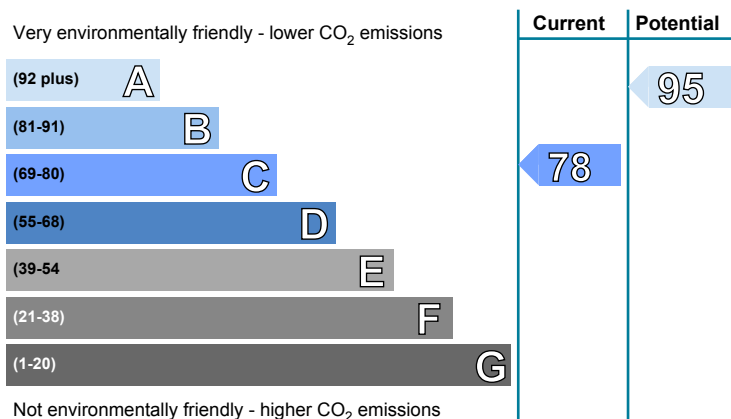 Current Potential
Very environmentally friendly - lower CO2 emissions
(92 plus) A 95
(81-91) B
(69-80) C 78
(55-68) D
(39-54 E
(21-38) F
(1-20) G
Not environmentally friendly - higher CO2 emissions